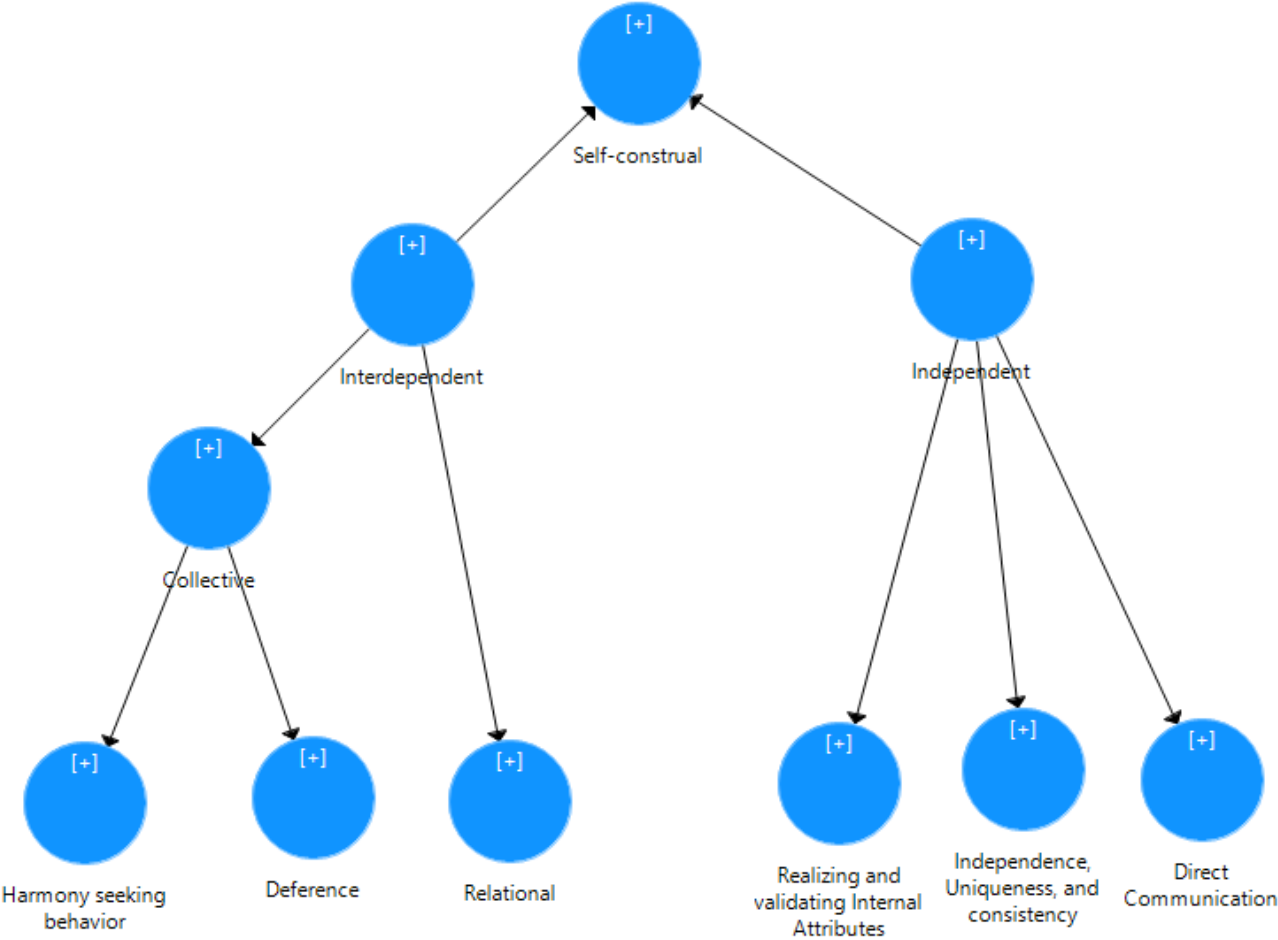 [+]
Self-construal
[+]
Interdependent
[+]
Independent
[+]
Collective
[+]
Harmony seeking
behavior
[+]
Deference
[+]
Relational
[+]
Realizing and
validating Internal
Attributes
[+]
Independence,
Uniqueness, and
consistency
[+]
Direct
Communication